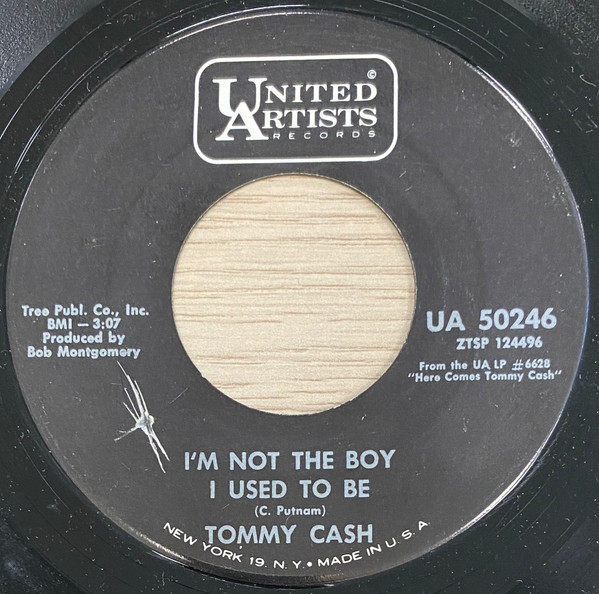 ©
UNITED
ARTISTS
RECORDS
Tree Publ. Co., Inc.
BMI — 3:07
Produced by
Bob Montgomery
UA 50246
ZTSP 124496
From the UA LP #6628
"Here Comes Tommy Cash"
I'M NOT THE BOY
I USED TO BE
(C. Putnam)
TOMMY CASH
NEW YORK 19, N.Y. • MADE IN U.S.A.